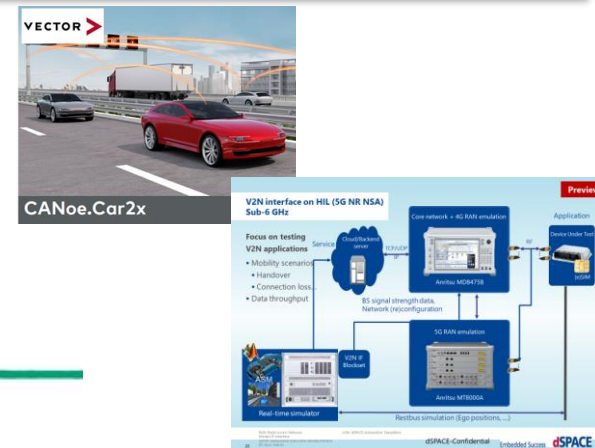 VECTOR
CANoe.Car2x
Preview
V2N interface on HIL (5G NR NSA)
Sub-6 GHz
Focus on testing
V2N applications
• Mobility scenarios
• Handover
• Connection loss...
• Data throughput
Service
Cloud/Backend
server
TCP/UDP
IP
Core network + 4G RAN emulation
Anritsu MD8475B
RF
Application
Device Under Test
BS signal strength data,
Network (re)configuration
5G RAN emulation
Anritsu MT8000A
V2N IF
Blockset
ASM
Real-time simulator
Restbus simulation (Ego positions, ...)
dSPACE-Confidential
Embedded Success
dSPACE